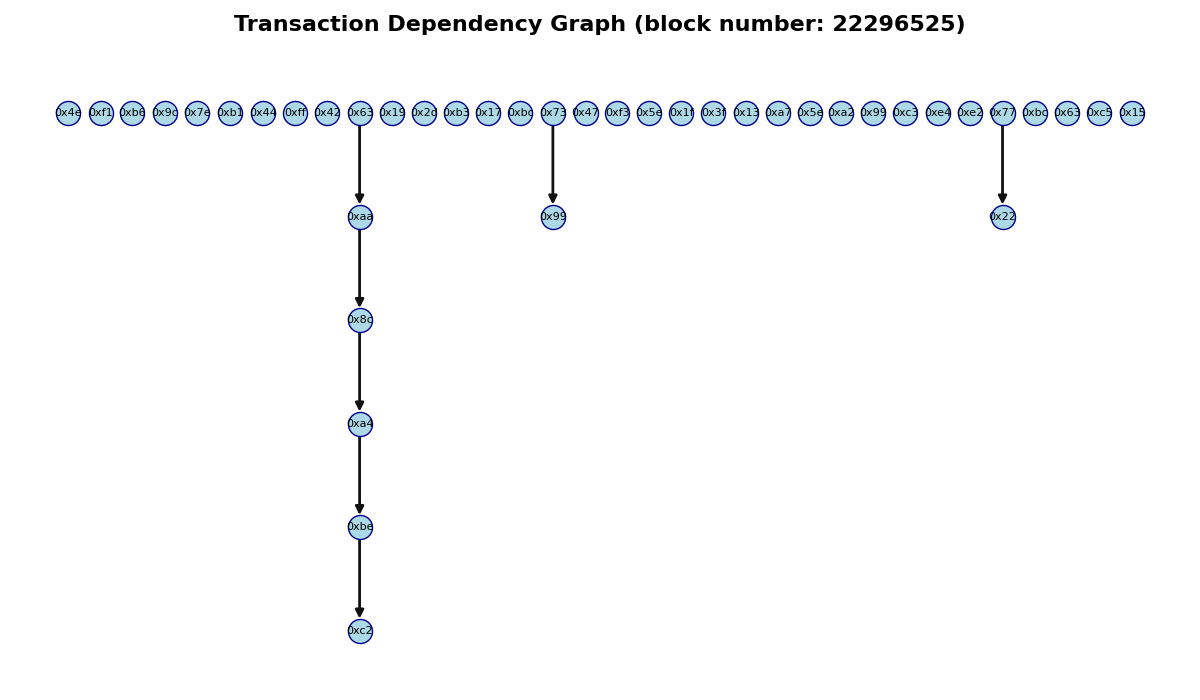 Transaction Dependency Graph (block number: 22296525)
0x4e 0xf1 0xb6 0x9c 0x7e 0xb1 0x44 0xff 0x42 0x63 0x19 0x2d 0xb3 0x17 0xbc 0x73 0x47 0xf3 0x5e 0x1f 0x3f 0x13 0xa7 0x5e 0xa2 0x99 0xc3 0xe4 0xe2 0x77 0xbc 0x63 0xc5 0x15
0xaa 0x99 0x22
0x8c
0xa4
0xbe
0xc2